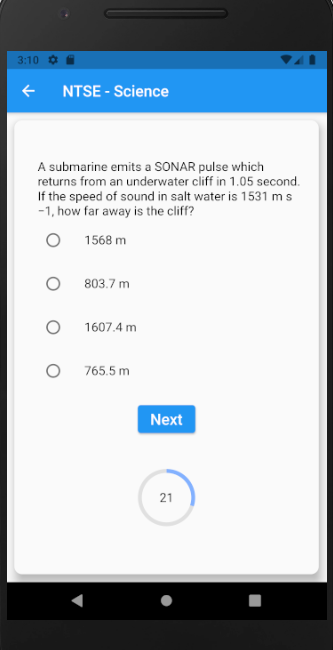 3:10
NTSE - Science
A submarine emits a SONAR pulse which
returns from an underwater cliff in 1.05 second.
If the speed of sound in salt water is 1531 m s
−1, how far away is the cliff?
1568 m
803.7 m
1607.4 m
765.5 m
Next
21